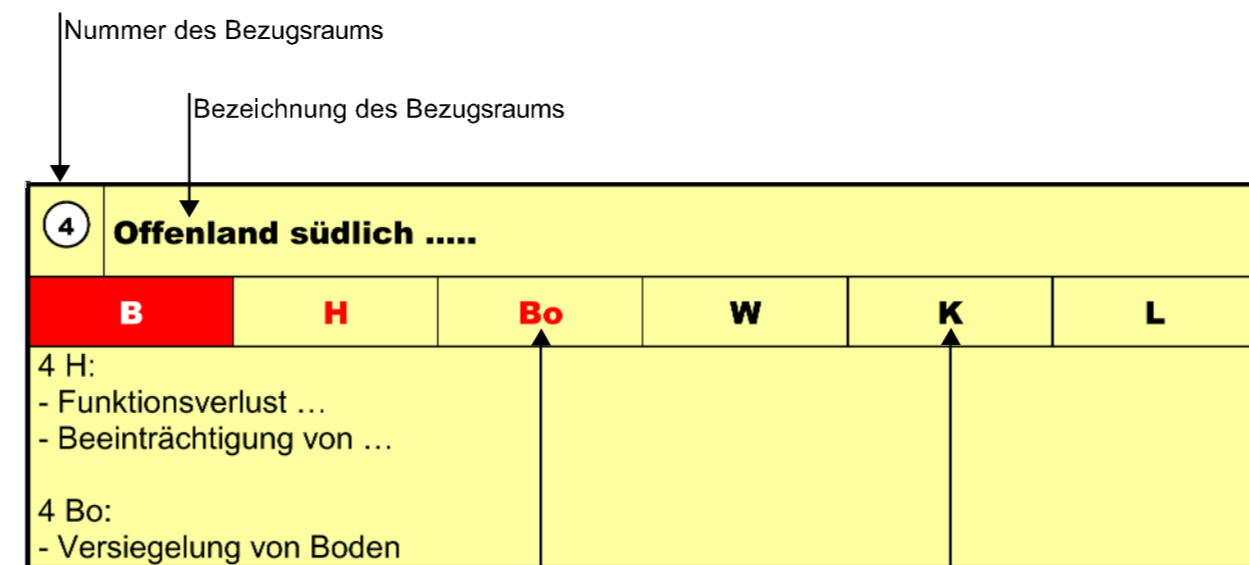 Nummer des Bezugsraums
Bezeichnung des Bezugsraums
4 Offenland südlich .....
B H Bo W K L
4 H:
- Funktionsverlust …
- Beeinträchtigung von …
4 Bo:
- Versiegelung von Boden